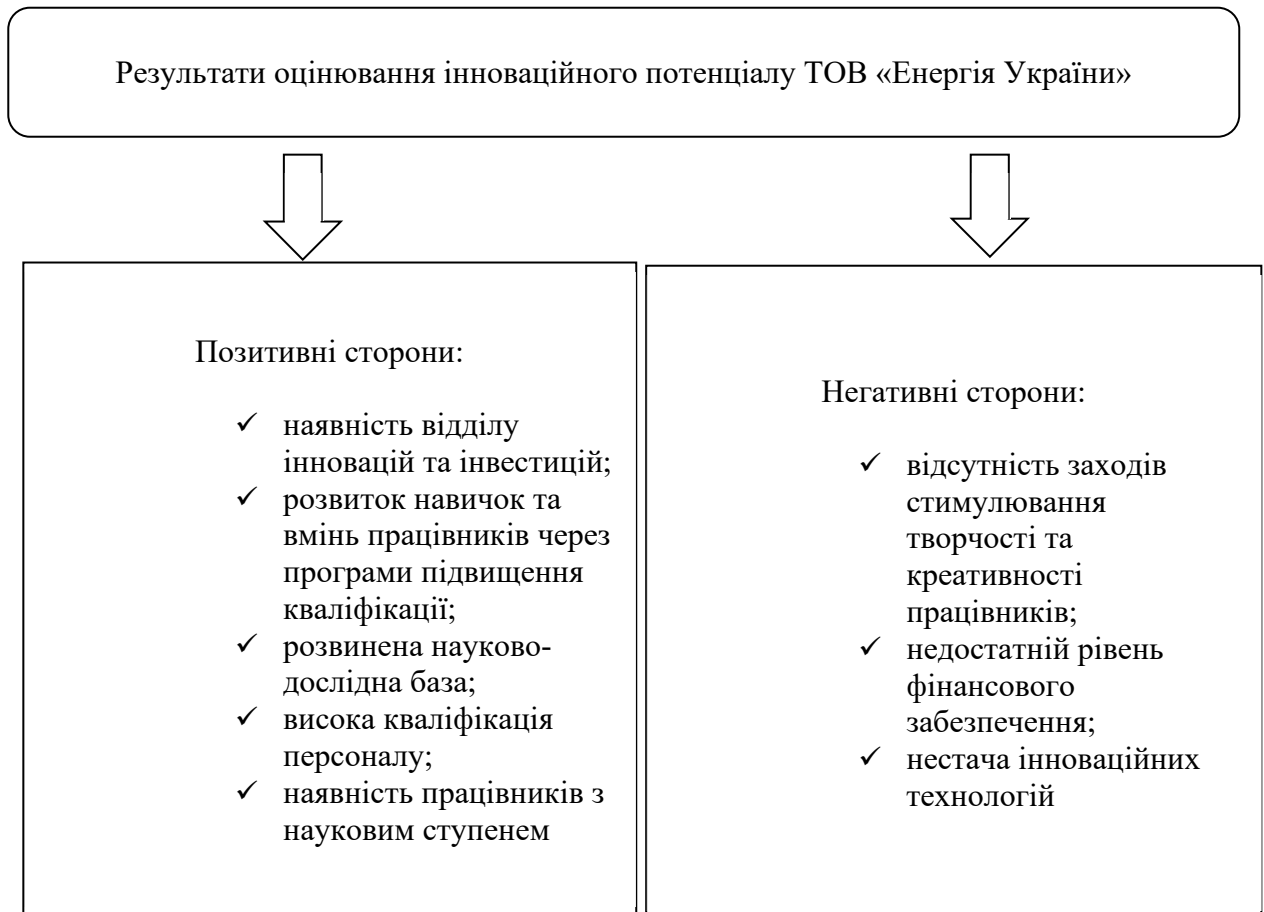 Результати оцінювання інноваційного потенціалу ТОВ «Енергія України»
Позитивні сторони:
✓ наявність відділу
інновацій та інвестицій;
✓ розвиток навичок та
вмінь працівників через
програми підвищення
кваліфікації;
✓ розвинена науково-
дослідна база;
✓ висока кваліфікація
персоналу;
✓ наявність працівників з
науковим ступенем
Негативні сторони:
✓ відсутність заходів
стимулювання
творчості та
креативності
працівників;
✓ недостатній рівень
фінансового
забезпечення;
✓ нестача інноваційних
технологій